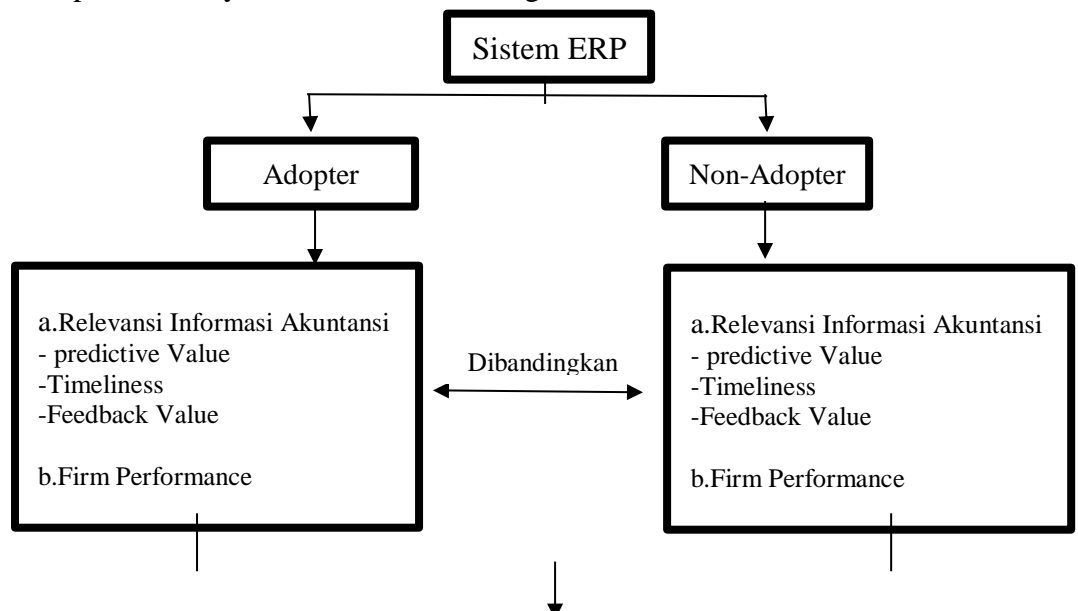 Sistem ERP
Adopter
Non-Adopter
a.Relevansi Informasi Akuntansi
- predictive Value
-Timeliness
-Feedback Value
b.Firm Performance
Dibandingkan
a.Relevansi Informasi Akuntansi
- predictive Value
-Timeliness
-Feedback Value
b.Firm Performance